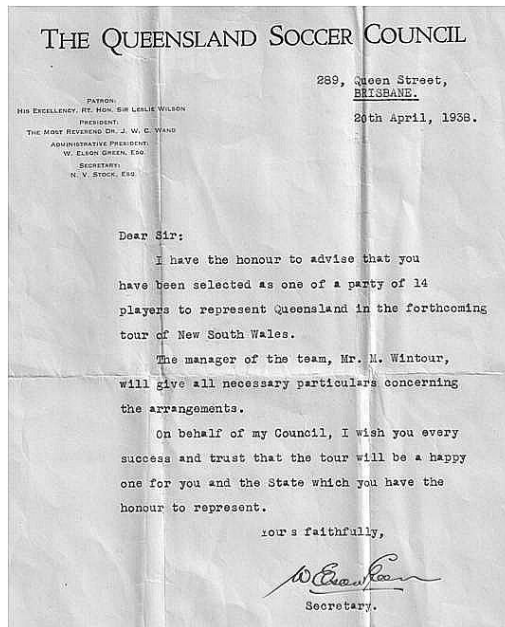 THE QUEENSLAND SOCCER COUNCIL
289, Queen Street,
BRISBANE.
20th April, 1938.
PATRON:
HIS EXCELLENCY, RT. HON. SIR LESLIE WILSON
PRESIDENT:
THE MOST REVEREND DR. J. W. C. WAND
ADMINISTRATIVE PRESIDENT:
W. ELSON GREEN, ESQ.
SECRETARY:
N. V. STOCK, ESQ.
Dear Sir:
I have the honour to advise that you
have been selected as one of a party of 14
players to represent Queensland in the forthcoming
tour of New South Wales.
The manager of the team, Mr. M. Wintour,
will give all necessary particulars concerning
the arrangements.
On behalf of my Council, I wish you every
success and trust that the tour will be a happy
one for you and the State which you have the
honour to represent.
Yours faithfully,
W Elson Green
Secretary.